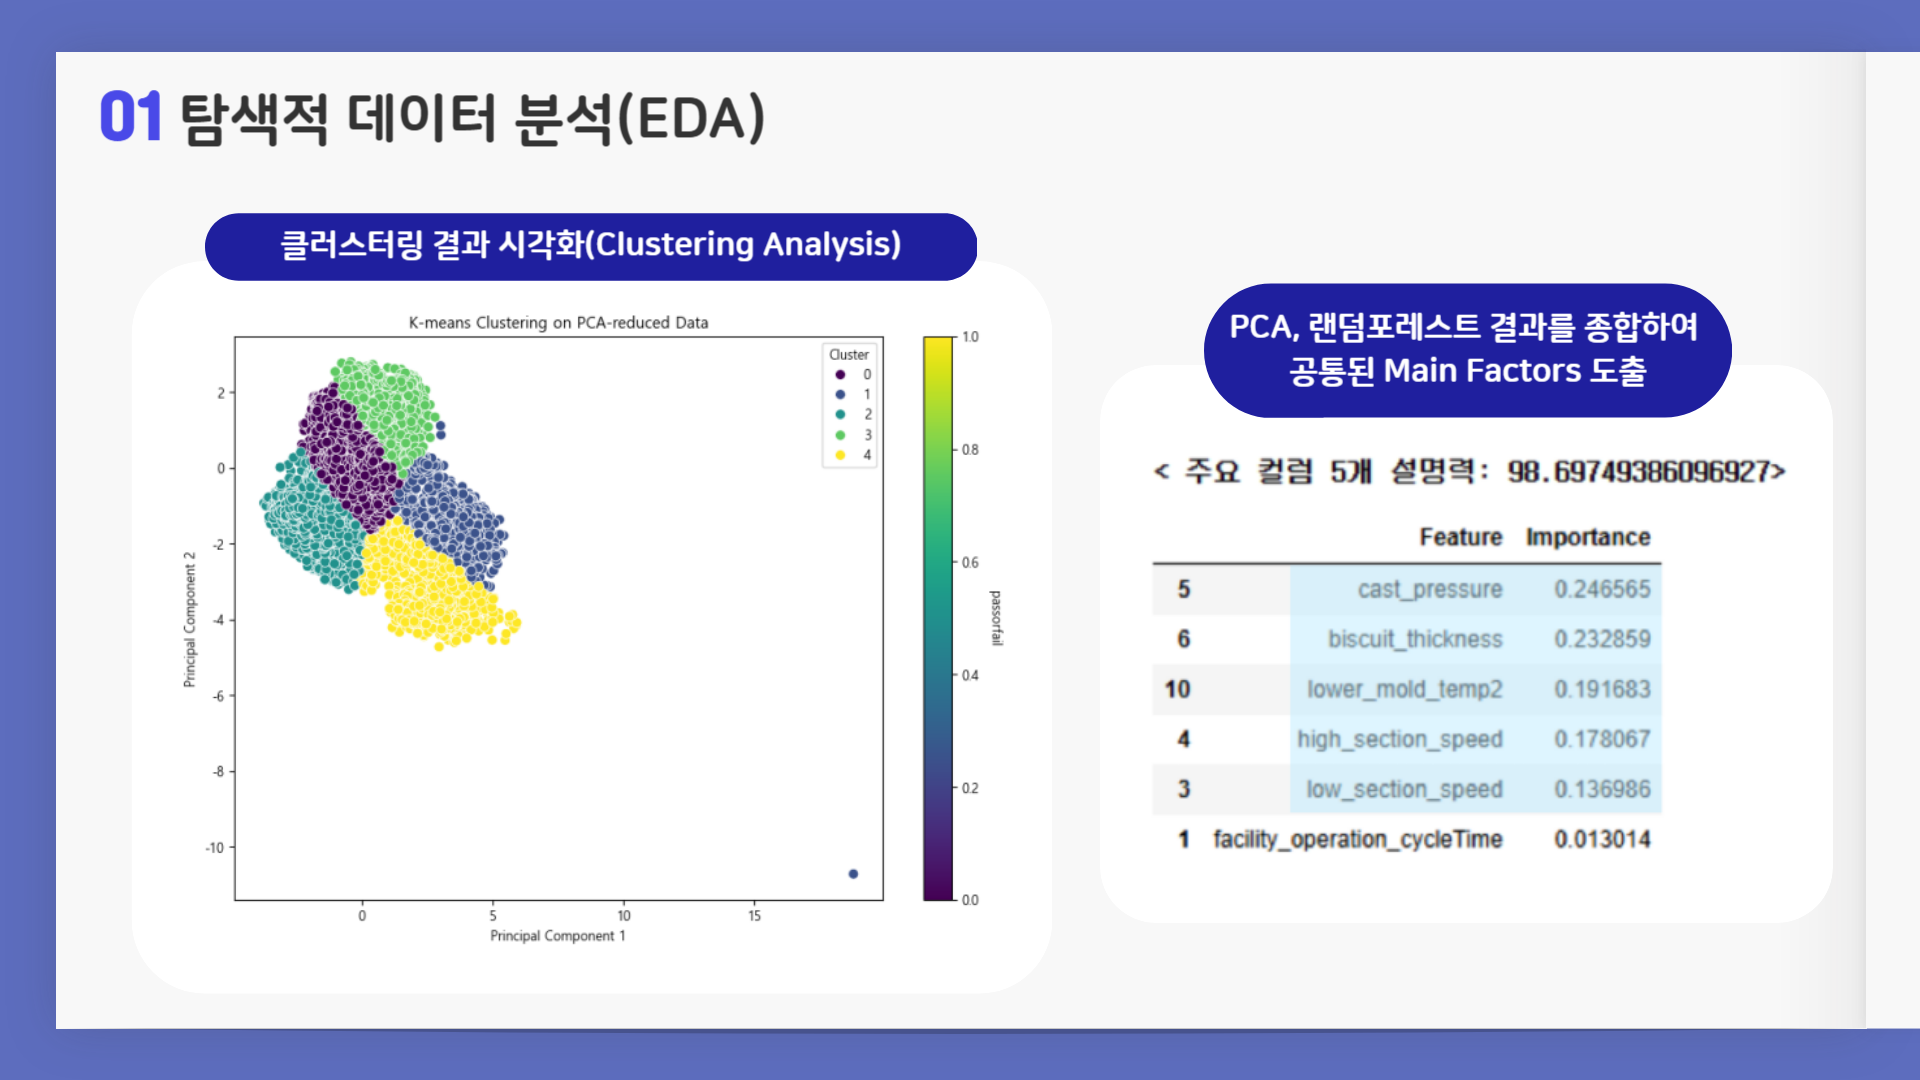 01 탐색적 데이터 분석(EDA)
클러스터링 결과 시각화(Clustering Analysis)
K-means Clustering on PCA-reduced Data
Cluster
0
1
2
3
4
2
0
-2
-4
-6
-8
-10
Principal Component 2
0 5 10 15
Principal Component 1
1.0
0.8
0.6
0.4
0.2
0.0
passorfail
PCA, 랜덤포레스트 결과를 종합하여
공통된 Main Factors 도출
< 주요 컬럼 5개 설명력: 98.69749386096927>
Feature Importance
5 cast_pressure 0.246565
6 biscuit_thickness 0.232859
10 lower_mold_temp2 0.191683
4 high_section_speed 0.178067
3 low_section_speed 0.136986
1 facility_operation_cycleTime 0.013014